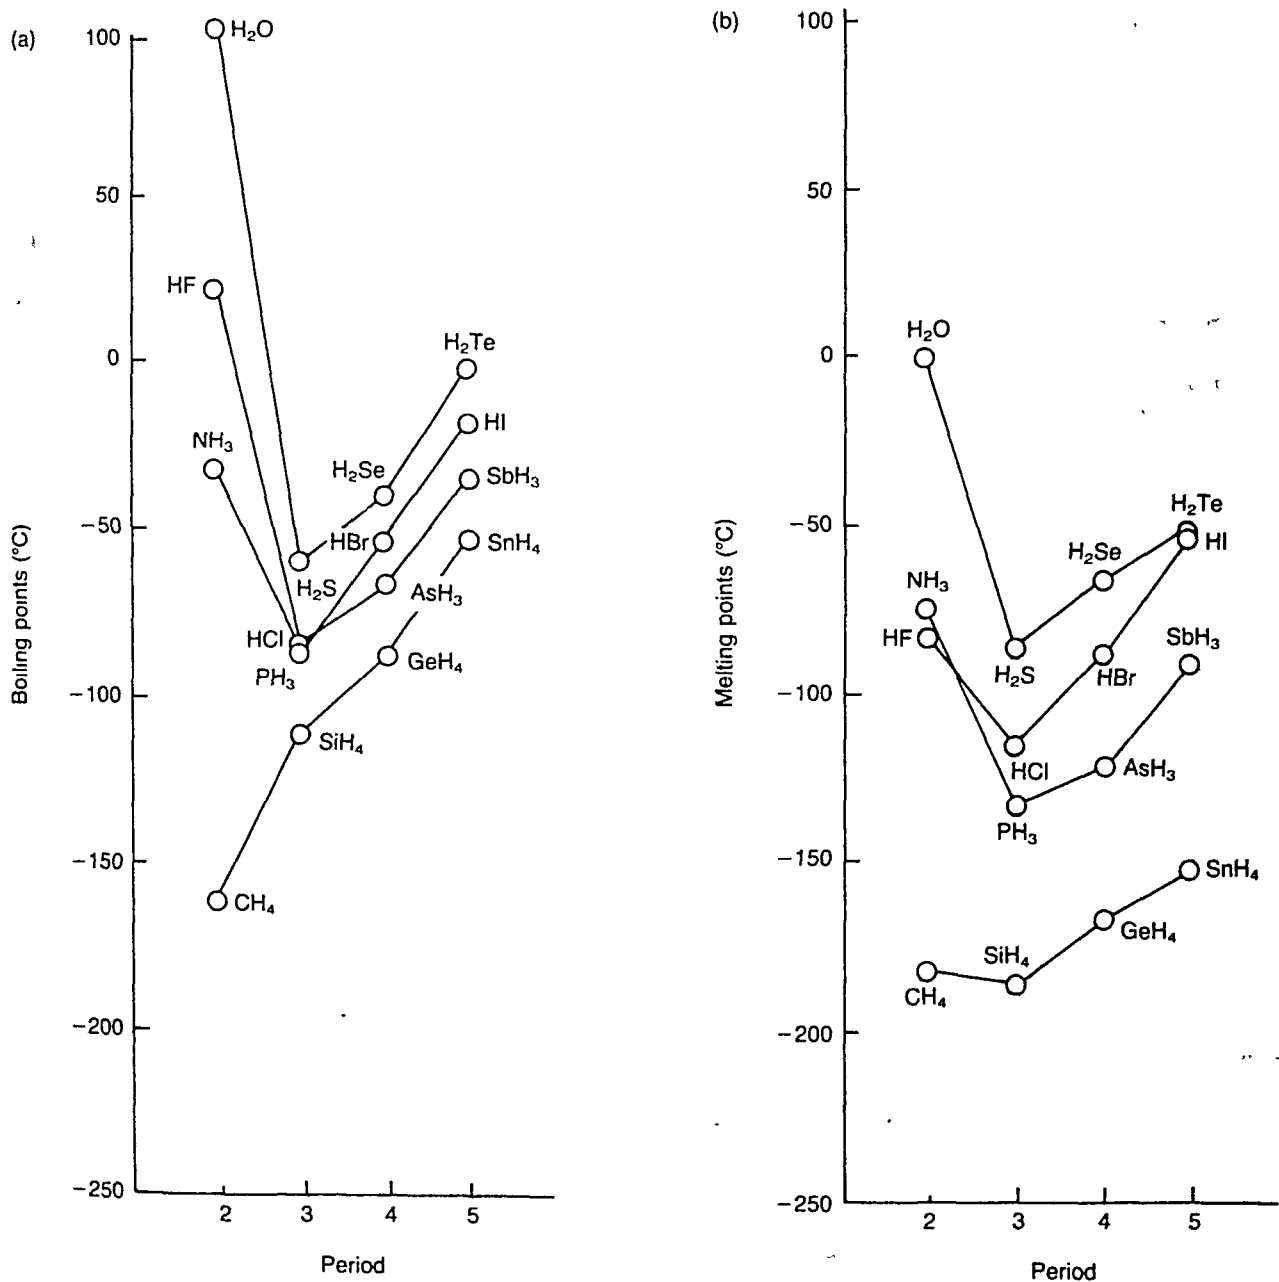 (a)
Boiling points (°C)
100
50
0
−50
−100
−150
−200
−250
H₂O
HF
NH₃
H₂Te
HI
H₂Se
SbH₃
HBr
SnH₄
H₂S
AsH₃
HCl
PH₃
GeH₄
SiH₄
CH₄
2 3 4 5
Period
(b)
Melting points (°C)
100
50
0
−50
−100
−150
−200
−250
H₂O
H₂Te
HI
H₂Se
NH₃
HF
SbH₃
H₂S
HBr
HCl
AsH₃
PH₃
SnH₄
GeH₄
SiH₄
CH₄
2 3 4 5
Period